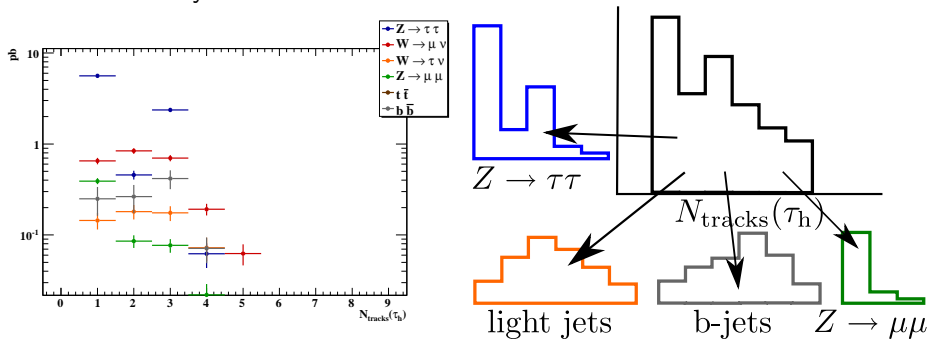 pb
10
1
10⁻¹
0 1 2 3 4 5 6 7 8 9
N_tracks(τ_h)
Z → τ τ
W → μ ν
W → τ ν
Z → μ μ
t t̄
b b̄
Z → ττ
N_tracks(τ_h)
light jets
b-jets
Z → μμ